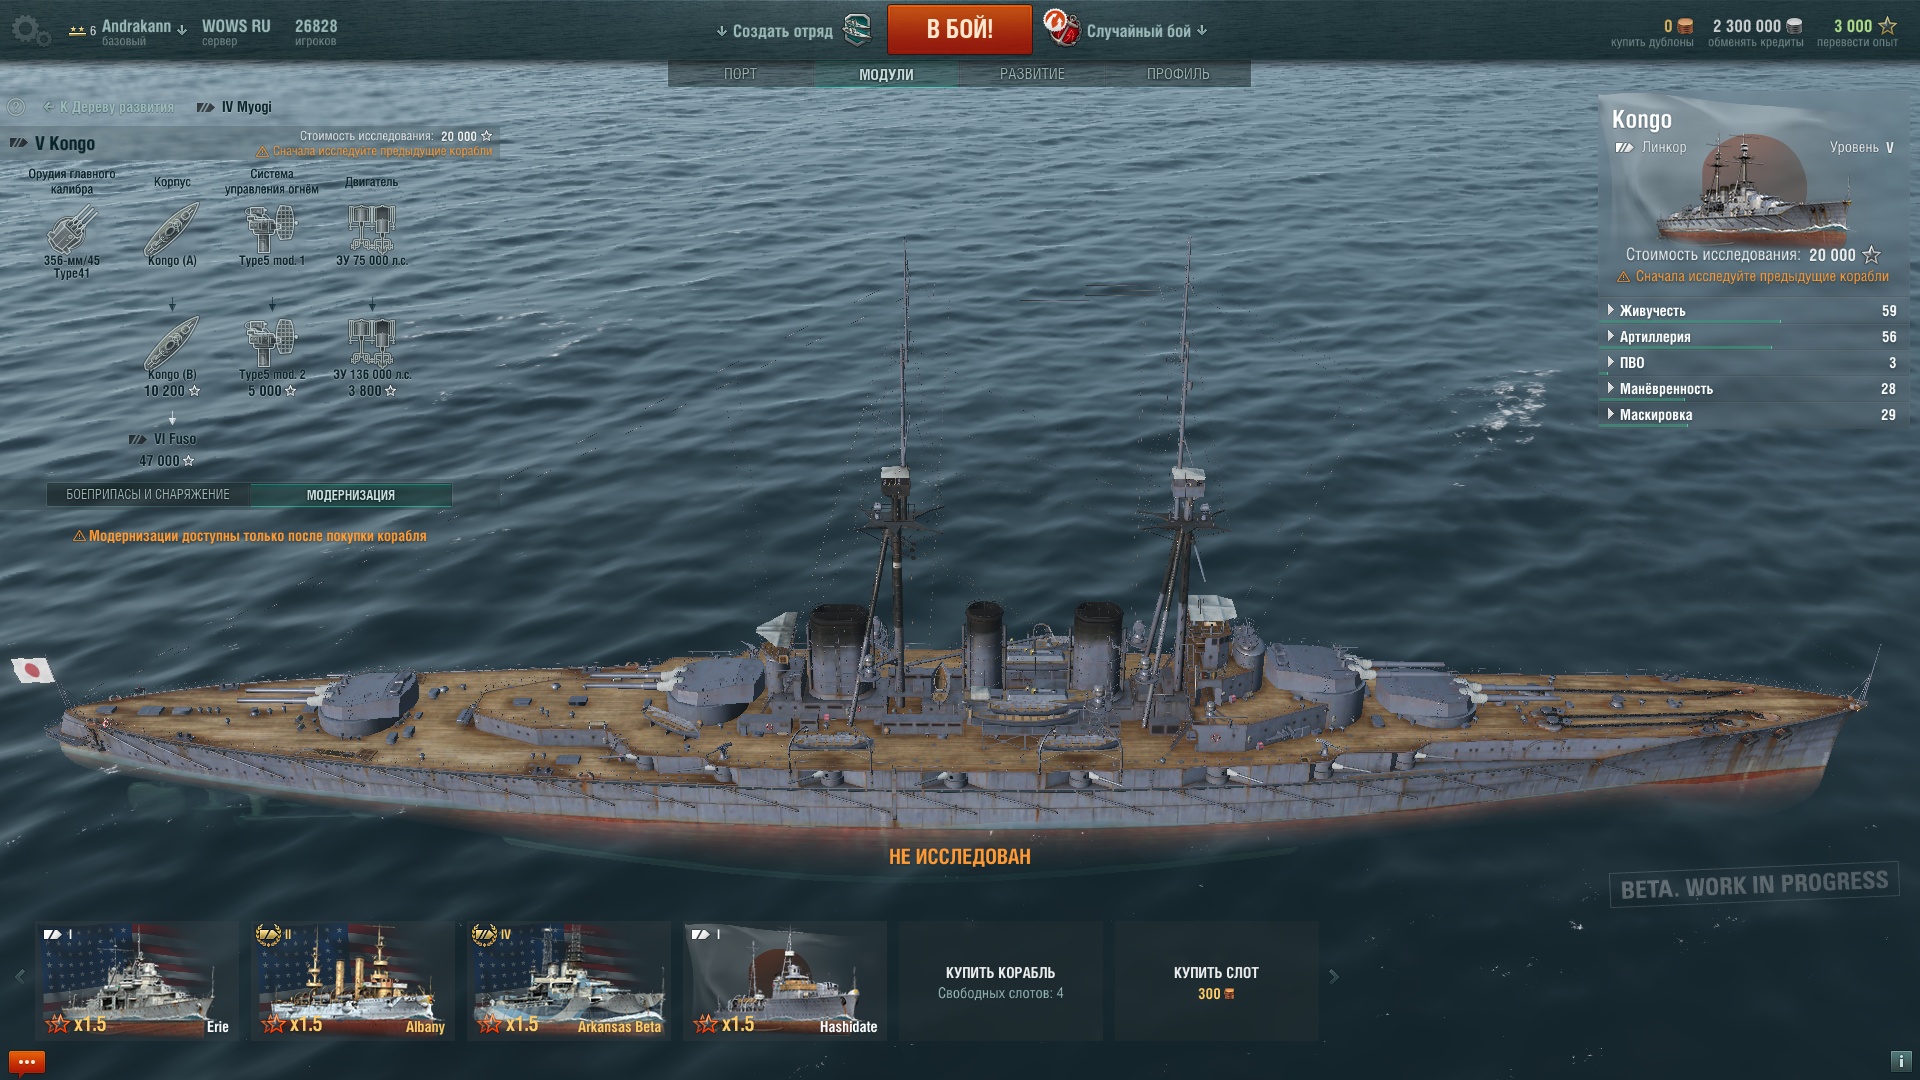 6 Andrakann
базовый
WOWS RU
сервер
26828
игроков
Создать отряд
В БОЙ!
Случайный бой
0
купить дублоны
2 300 000
обменять кредиты
3 000
перевести опыт
ПОРТ
МОДУЛИ
РАЗВИТИЕ
ПРОФИЛЬ
К Дереву развития
IV Myogi
V Kongo
Стоимость исследования: 20 000
Сначала исследуйте предыдущие корабли
Орудия главного
калибра
Корпус
Система
управления огнём
Двигатель
356-мм/45
Type41
Kongo (A)
Type5 mod. 1
ЭУ 75 000 л.с.
Kongo (B)
10 200
Type5 mod. 2
5 000
ЭУ 136 000 л.с.
3 800
VI Fuso
47 000
БОЕПРИПАСЫ И СНАРЯЖЕНИЕ
МОДЕРНИЗАЦИЯ
Модернизации доступны только после покупки корабля
Kongo
Линкор
Уровень V
Стоимость исследования: 20 000
Сначала исследуйте предыдущие корабли
Живучесть 59
Артиллерия 56
ПВО 3
Манёвренность 28
Маскировка 29
НЕ ИССЛЕДОВАН
BETA. WORK IN PROGRESS
I
x1.5
Erie
II
x1.5
Albany
IV
x1.5
Arkansas Beta
I
x1.5
Hashidate
КУПИТЬ КОРАБЛЬ
Свободных слотов: 4
КУПИТЬ СЛОТ
300